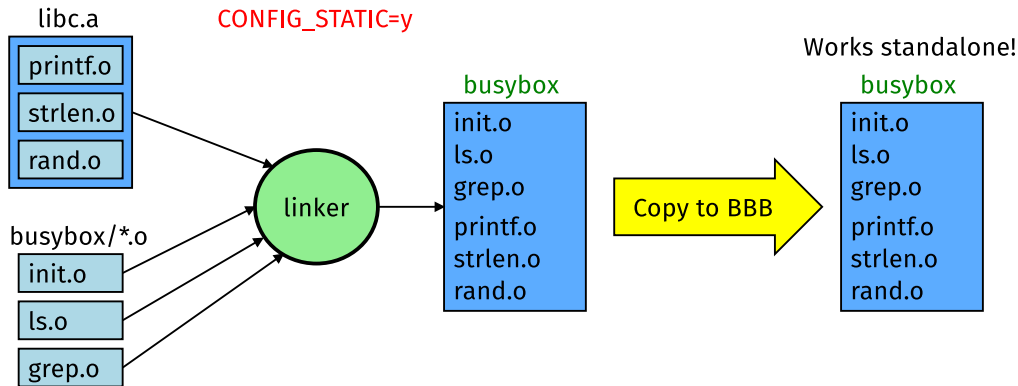 libc.a
printf.o
strlen.o
rand.o
CONFIG_STATIC=y
busybox/*.o
init.o
ls.o
grep.o
linker
busybox
init.o
ls.o
grep.o
printf.o
strlen.o
rand.o
Copy to BBB
Works standalone!
busybox
init.o
ls.o
grep.o
printf.o
strlen.o
rand.o